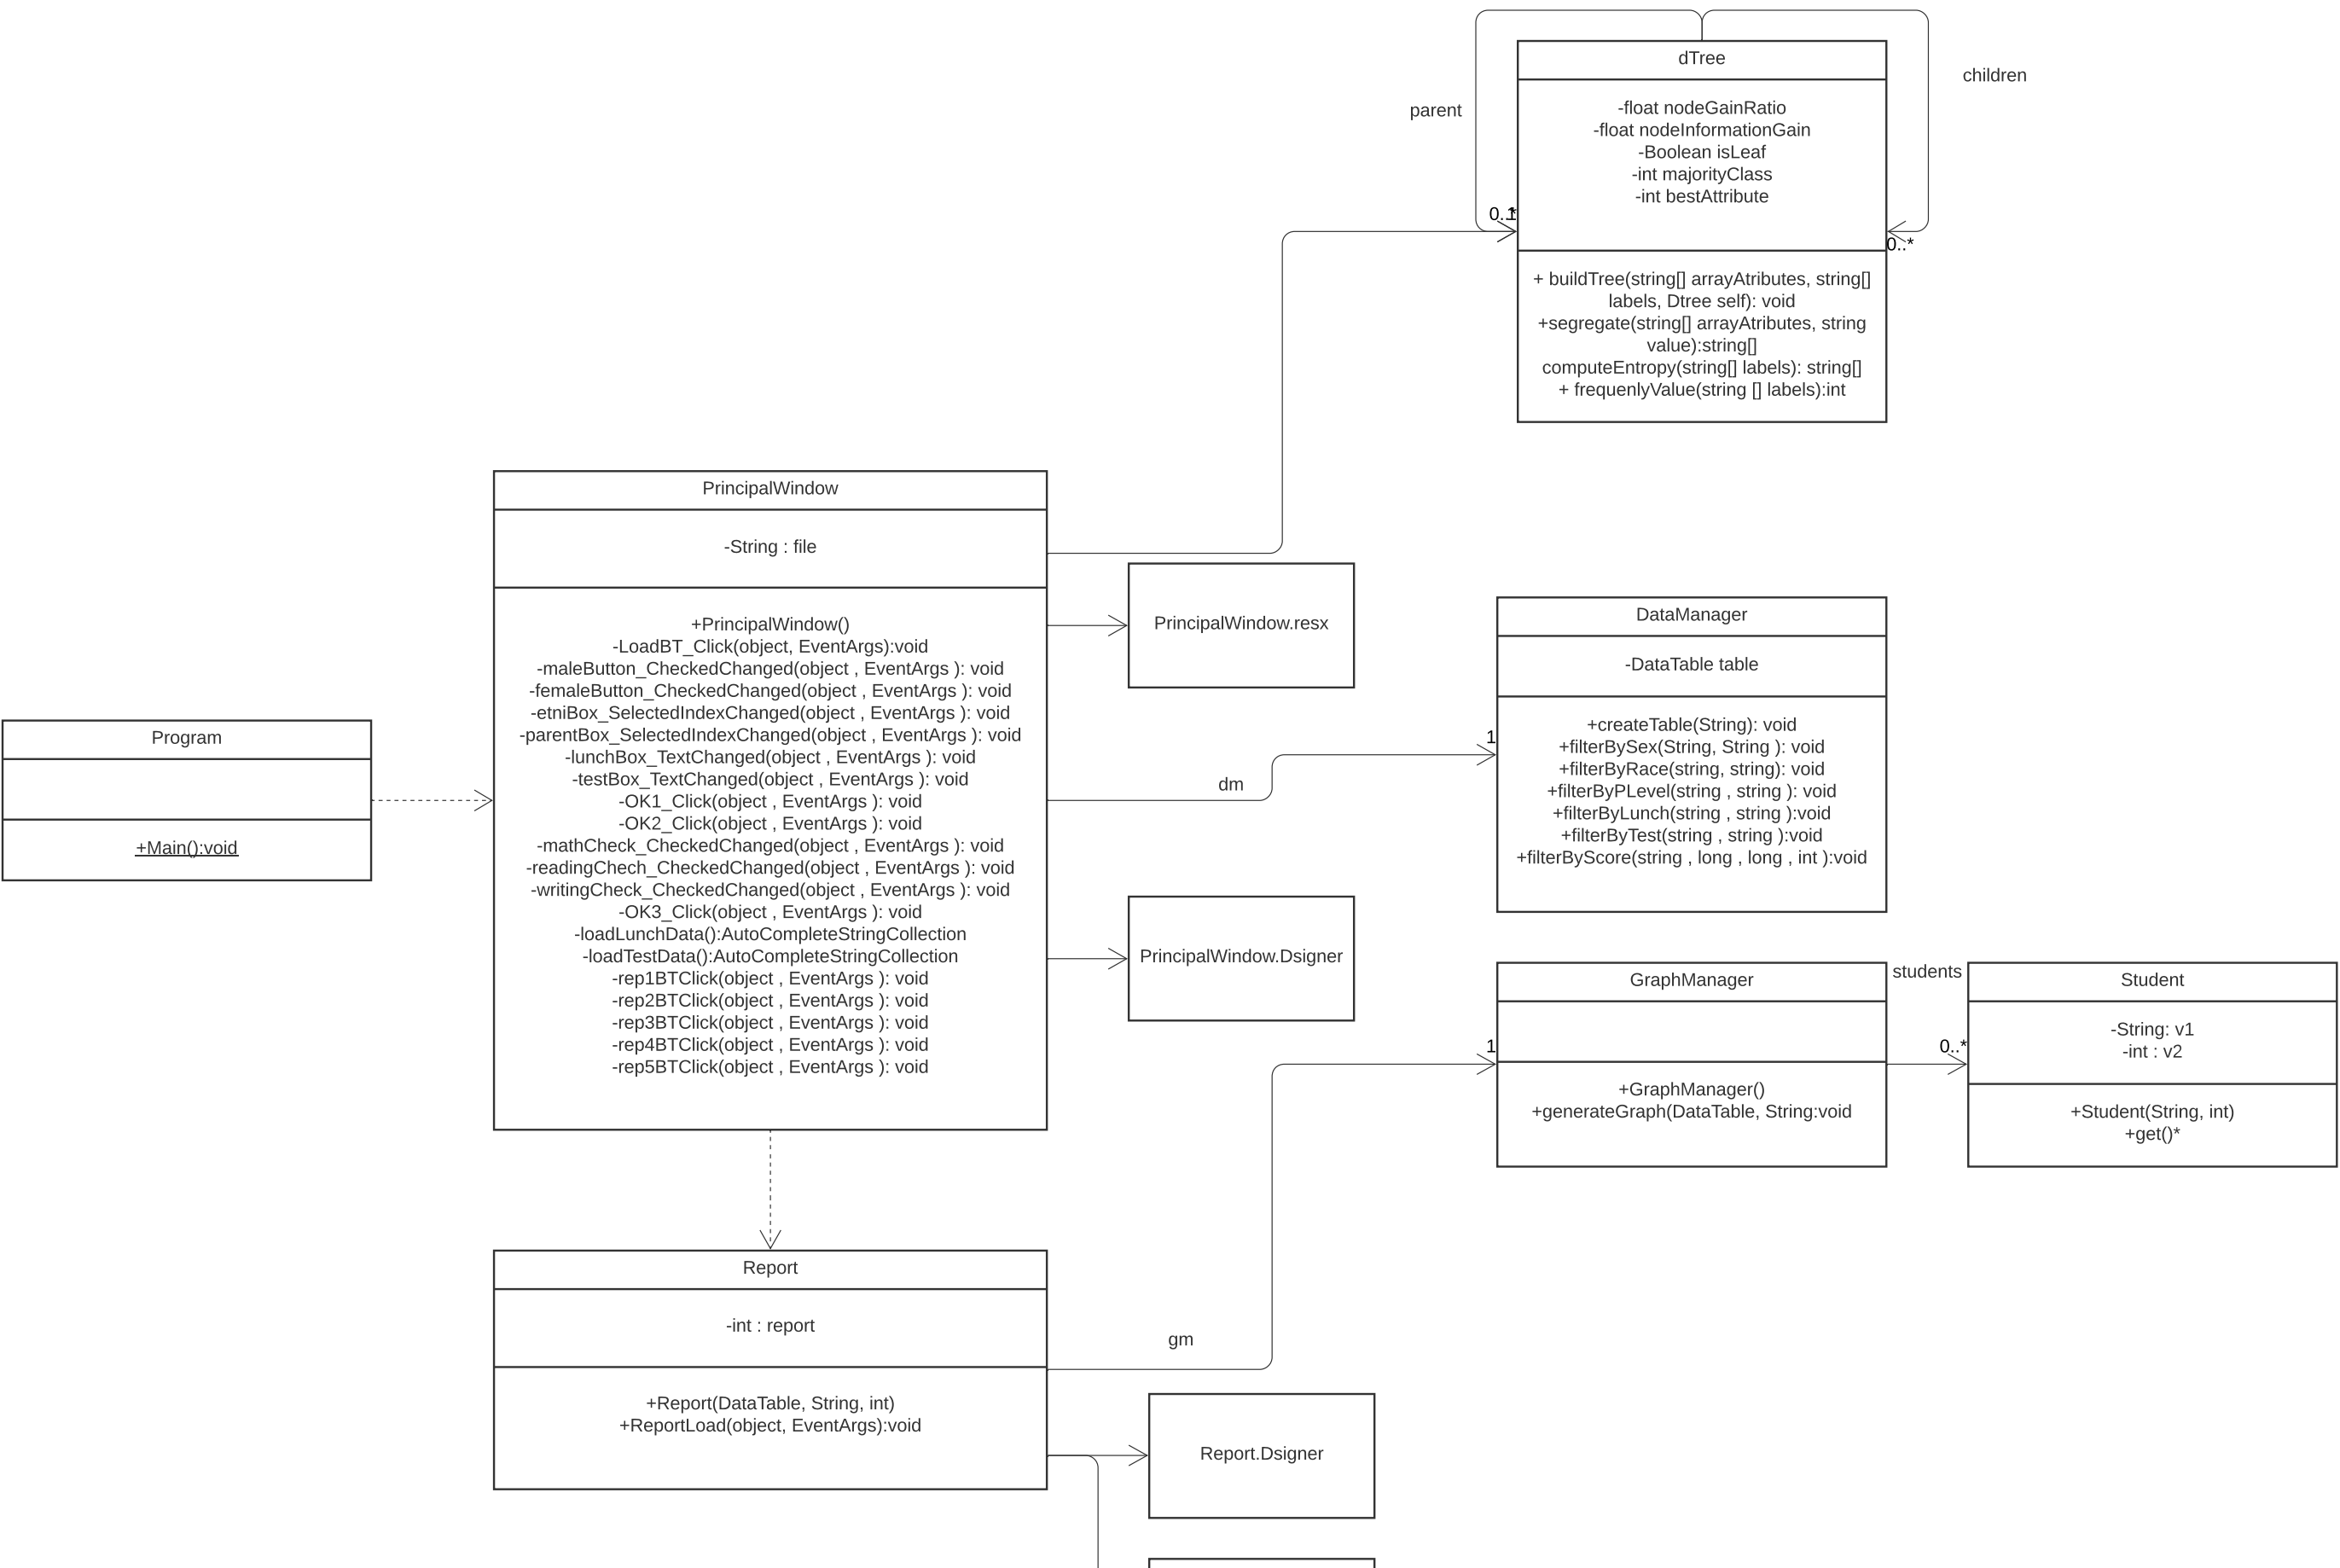 dTree
-float nodeGainRatio
-float nodeInformationGain
-Boolean isLeaf
-int majorityClass
-int bestAttribute
+ buildTree(string[] arrayAtributes, string[]
labels, Dtree self): void
+segregate(string[] arrayAtributes, string
value):string[]
computeEntropy(string[] labels): string[]
+ frequenlyValue(string [] labels):int
parent
children
0..*
PrincipalWindow
-String : file
+PrincipalWindow()
-LoadBT_Click(object, EventArgs):void
-maleButton_CheckedChanged(object , EventArgs ): void
-femaleButton_CheckedChanged(object , EventArgs ): void
-etniBox_SelectedIndexChanged(object , EventArgs ): void
-parentBox_SelectedIndexChanged(object , EventArgs ): void
-lunchBox_TextChanged(object , EventArgs ): void
-testBox_TextChanged(object , EventArgs ): void
-OK1_Click(object , EventArgs ): void
-OK2_Click(object , EventArgs ): void
-mathCheck_CheckedChanged(object , EventArgs ): void
-readingChech_CheckedChanged(object , EventArgs ): void
-writingCheck_CheckedChanged(object , EventArgs ): void
-OK3_Click(object , EventArgs ): void
-loadLunchData():AutoCompleteStringCollection
-loadTestData():AutoCompleteStringCollection
-rep1BTClick(object , EventArgs ): void
-rep2BTClick(object , EventArgs ): void
-rep3BTClick(object , EventArgs ): void
-rep4BTClick(object , EventArgs ): void
-rep5BTClick(object , EventArgs ): void
PrincipalWindow.resx
DataManager
-DataTable table
+createTable(String): void
+filterBySex(String, String ): void
+filterByRace(string, string): void
+filterByPLevel(string , string ): void
+filterByLunch(string , string ):void
+filterByTest(string , string ):void
+filterByScore(string , long , long , int ):void
1
dm
Program
+Main():void
PrincipalWindow.Dsigner
GraphManager
+GraphManager()
+generateGraph(DataTable, String:void
1
students
0..*
Student
-String: v1
-int : v2
+Student(String, int)
+get()*
Report
-int : report
+Report(DataTable, String, int)
+ReportLoad(object, EventArgs):void
gm
Report.Dsigner